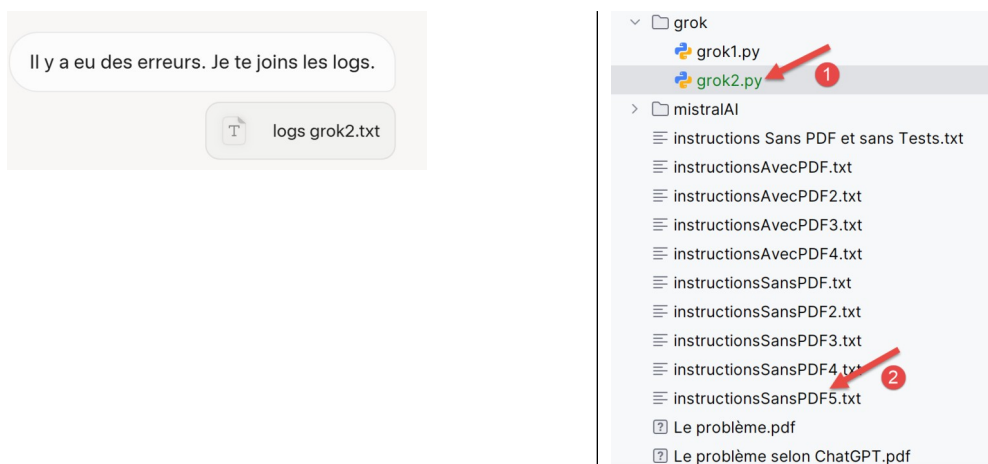 Il y a eu des erreurs. Je te joins les logs.
T
logs grok2.txt
grok
grok1.py
grok2.py
1
mistralAI
instructions Sans PDF et sans Tests.txt
instructionsAvecPDF.txt
instructionsAvecPDF2.txt
instructionsAvecPDF3.txt
instructionsAvecPDF4.txt
instructionsSansPDF.txt
instructionsSansPDF2.txt
instructionsSansPDF3.txt
instructionsSansPDF4.txt
2
instructionsSansPDF5.txt
? Le problème.pdf
? Le problème selon ChatGPT.pdf